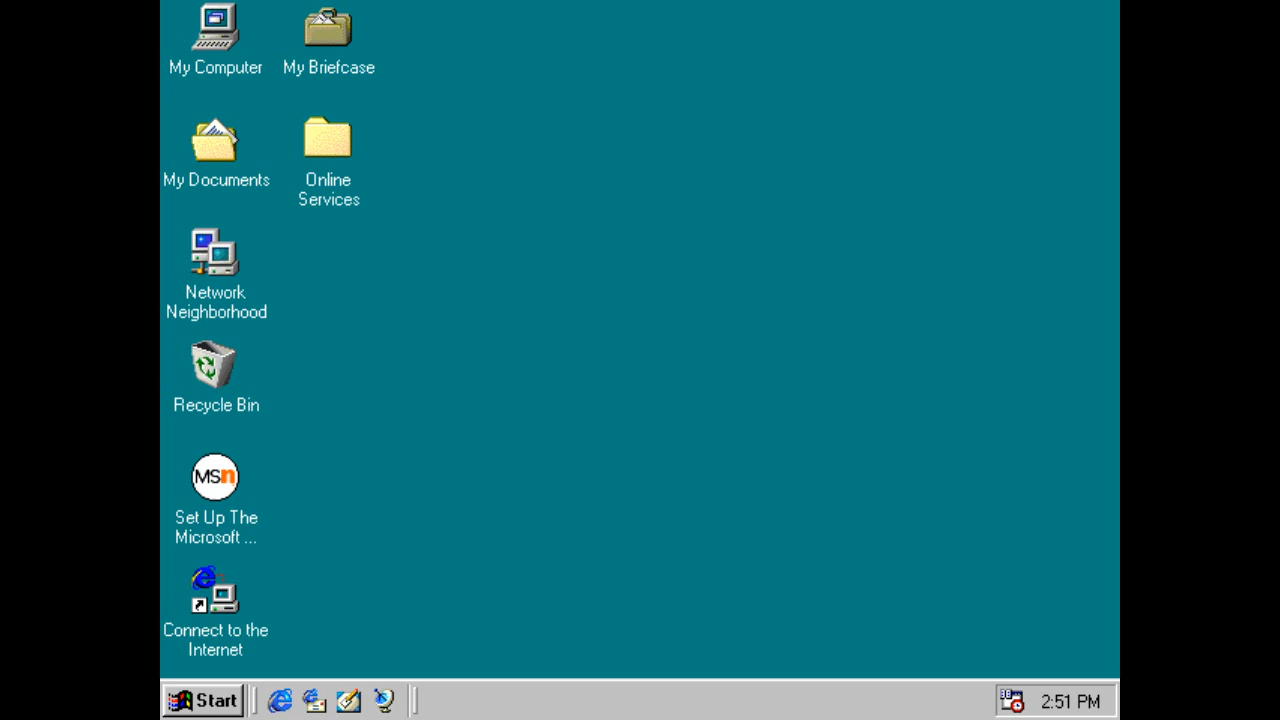 My Computer
My Briefcase
My Documents
Online
Services
Network
Neighborhood
Recycle Bin
MSn
Set Up The
Microsoft ...
Connect to the
Internet
Start
2:51 PM